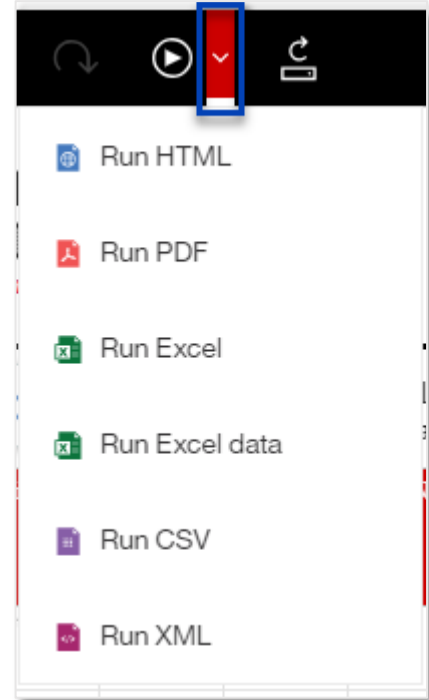 Run HTML
Run PDF
Run Excel
Run Excel data
Run CSV
Run XML